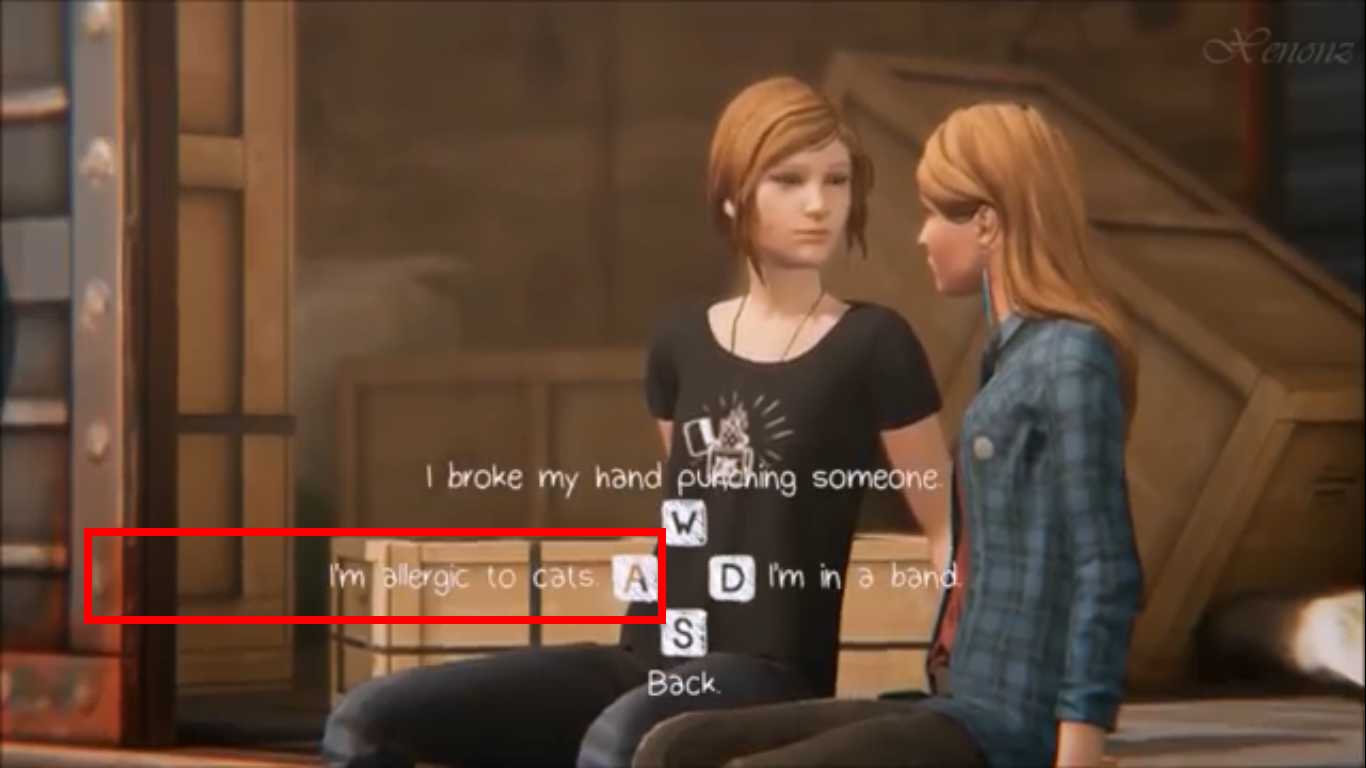 Xenonz
I broke my hand punching someone.
W
I'm allergic to cats. A D I'm in a band.
S
Back.